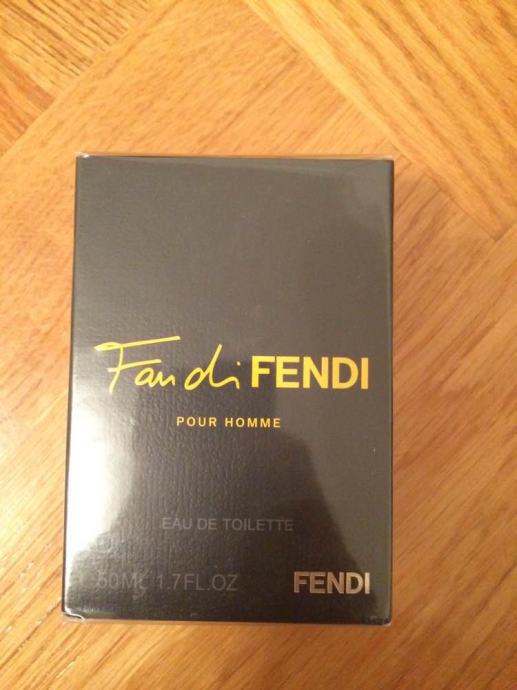 Fan di FENDI
POUR HOMME
EAU DE TOILETTE
50ML 1.7FL.OZ FENDI